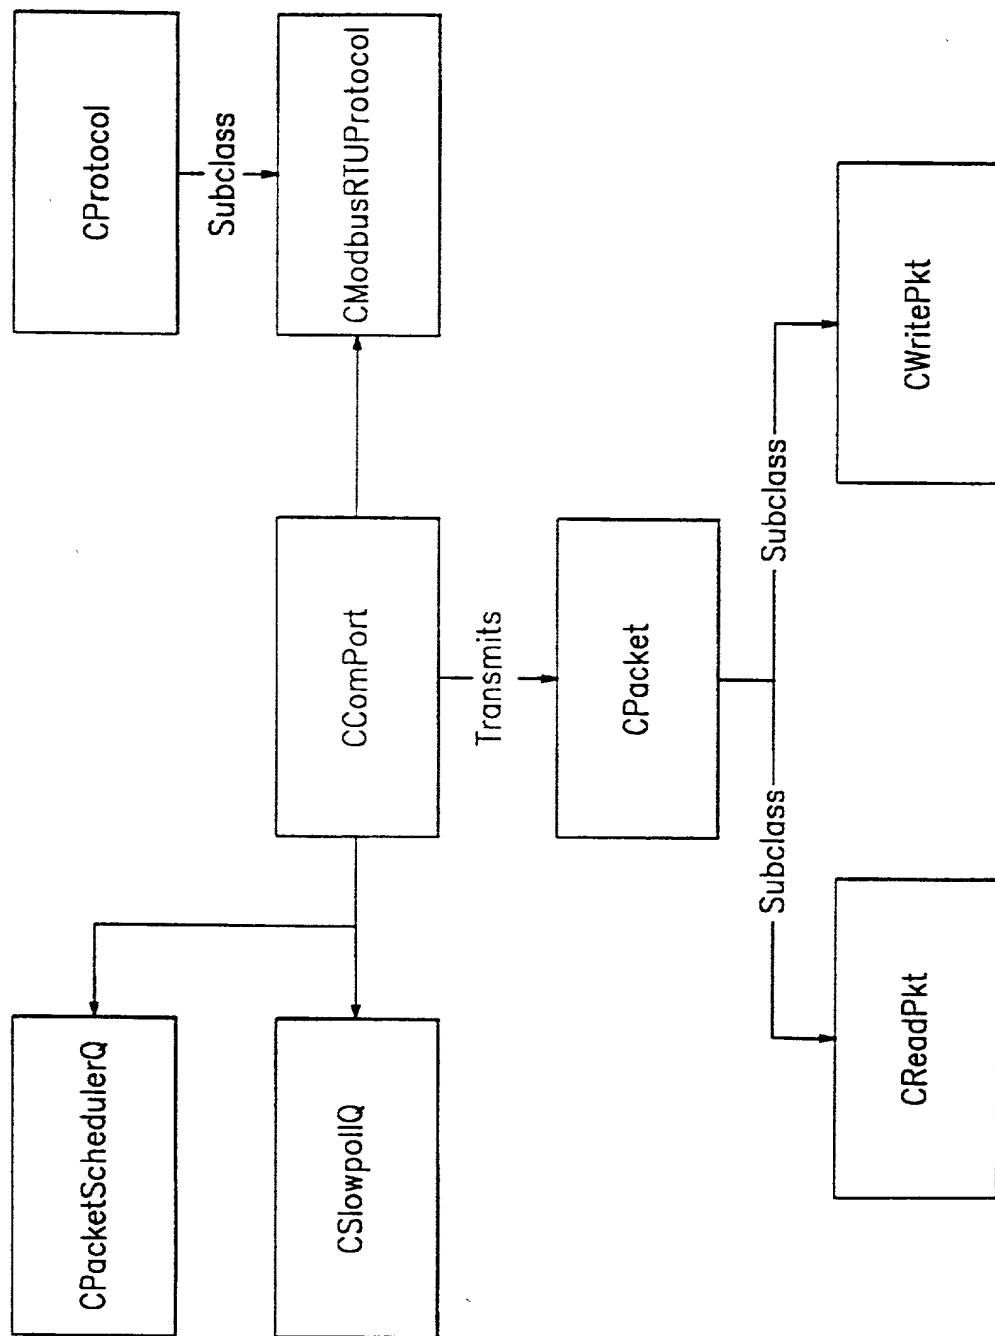 CPacketSchedulerQ
CProtocol
Subclass
CSlowpollQ
CComPort
CModbusRTUProtocol
Transmits
CPacket
Subclass
Subclass
CReadPkt
CWritePkt